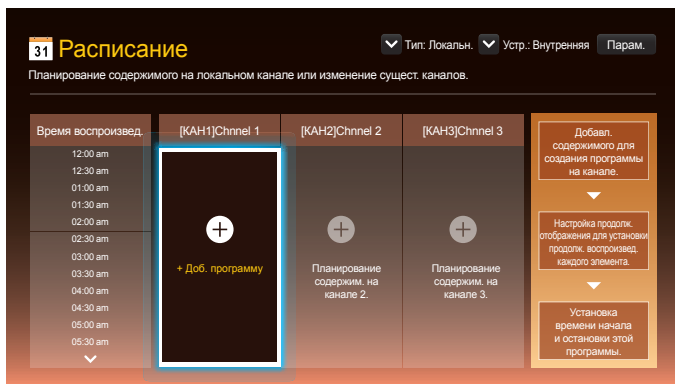 31 Расписание
Тип: Локальн. Устр.: Внутренняя Парам.
Планирование содержимого на локальном канале или изменение сущест. каналов.
Время воспроизвед. [КАН1]Chnnel 1 [КАН2]Chnnel 2 [КАН3]Chnnel 3
12:00 am
12:30 am
01:00 am
01:30 am
02:00 am
02:30 am
03:00 am
03:30 am
04:00 am
04:30 am
05:00 am
05:30 am
+ Доб. программу
Планирование
содержим. на
канале 2.
Планирование
содержим. на
канале 3.
Добавл.
содержимого для
создания программы
на канале.
Настройка продолж.
отображения для установки
продолж. воспроизвед.
каждого элемента.
Установка
времени начала
и остановки этой
программы.